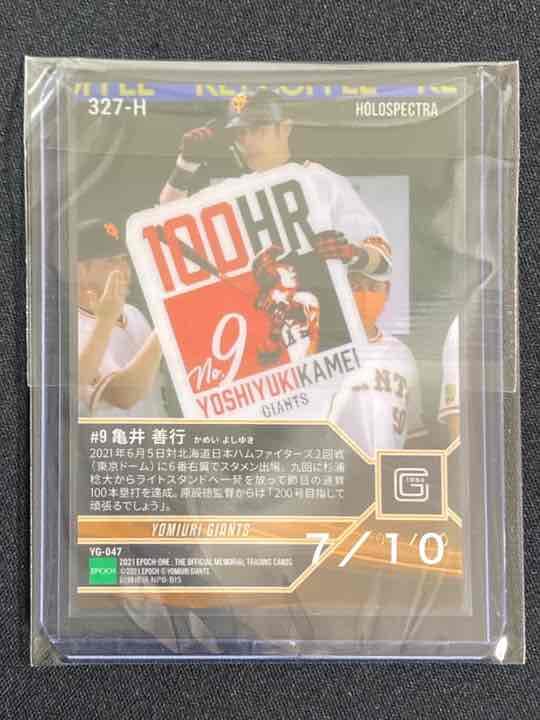 327-H
HOLOSPECTRA
100HR
No.9
YOSHIYUKI KAMEI
GIANTS
#9 亀井 善行 かめい よしゆき
2021年6月5日対北海道日本ハムファイターズ2回戦
(東京ドーム)に6番右翼でスタメン出場。九回に杉浦
稔大からライトスタンドへ一発を放って節目の通算
100本塁打を達成。原辰徳監督からは「200号目指して
頑張るでしょう」。
G
YOMIURI GIANTS
7/10
YG-047
EPOCH
2021 EPOCH-ONE : THE OFFICIAL MEMORIAL TRADING CARDS
©2021 EPOCH © YOMIURI GIANTS